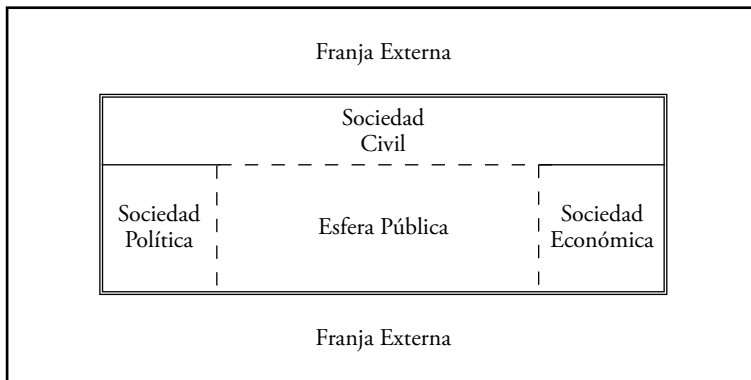 Franja Externa
Sociedad
Civil
Sociedad
Política
Esfera Pública
Sociedad
Económica
Franja Externa